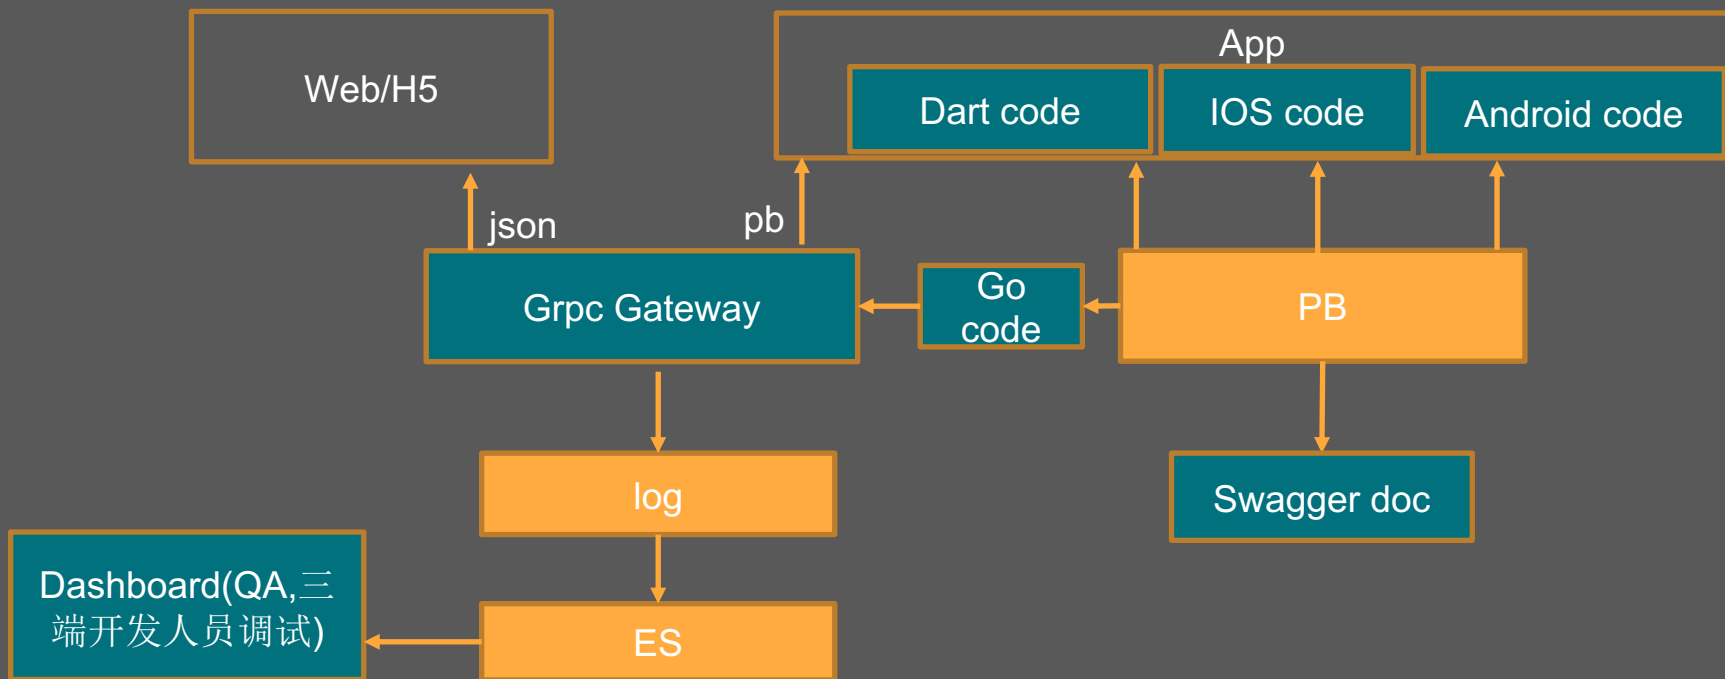 App
Web/H5
Dart code
IOS code
Android code
json
pb
Grpc Gateway
Go
code
PB
log
Swagger doc
Dashboard(QA,三
端开发人员调试)
ES